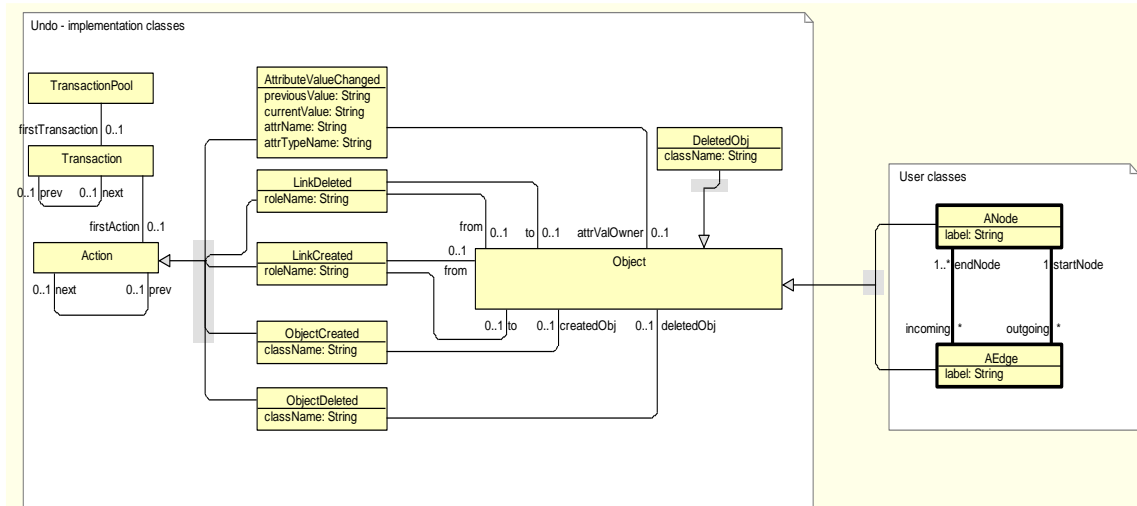 Undo - implementation classes
TransactionPool
firstTransaction 0..1
Transaction
0..1 prev 0..1 next
firstAction 0..1
Action
0..1 next 0..1 prev
AttributeValueChanged
previousValue: String
currentValue: String
attrName: String
attrTypeName: String
LinkDeleted
roleName: String
LinkCreated
roleName: String
ObjectCreated
className: String
ObjectDeleted
className: String
DeletedObj
className: String
from 0..1 to 0..1 attrValOwner 0..1
0..1
from
Object
0..1 to 0..1 createdObj 0..1 deletedObj
User classes
ANode
label: String
1..* endNode 1 startNode
incoming * outgoing *
AEdge
label: String